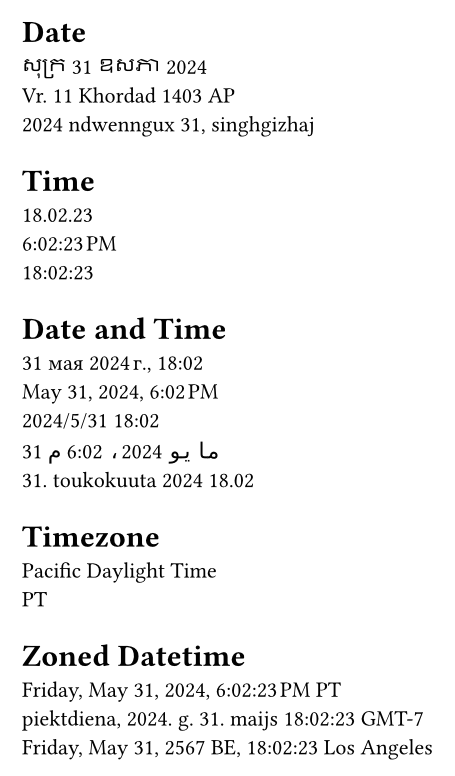 Date
សុក្រ 31 ឧសភា 2024
Vr. 11 Khordad 1403 AP
2024 ndwenngux 31, singhgizhaj
Time
18.02.23
6:02:23 PM
18:02:23
Date and Time
31 мая 2024 г., 18:02
May 31, 2024, 6:02 PM
2024/5/31 18:02
31 مايو 2024، 6:02 م
31. toukokuuta 2024 18.02
Timezone
Pacific Daylight Time
PT
Zoned Datetime
Friday, May 31, 2024, 6:02:23 PM PT
piektdiena, 2024. g. 31. maijs 18:02:23 GMT-7
Friday, May 31, 2567 BE, 18:02:23 Los Angeles